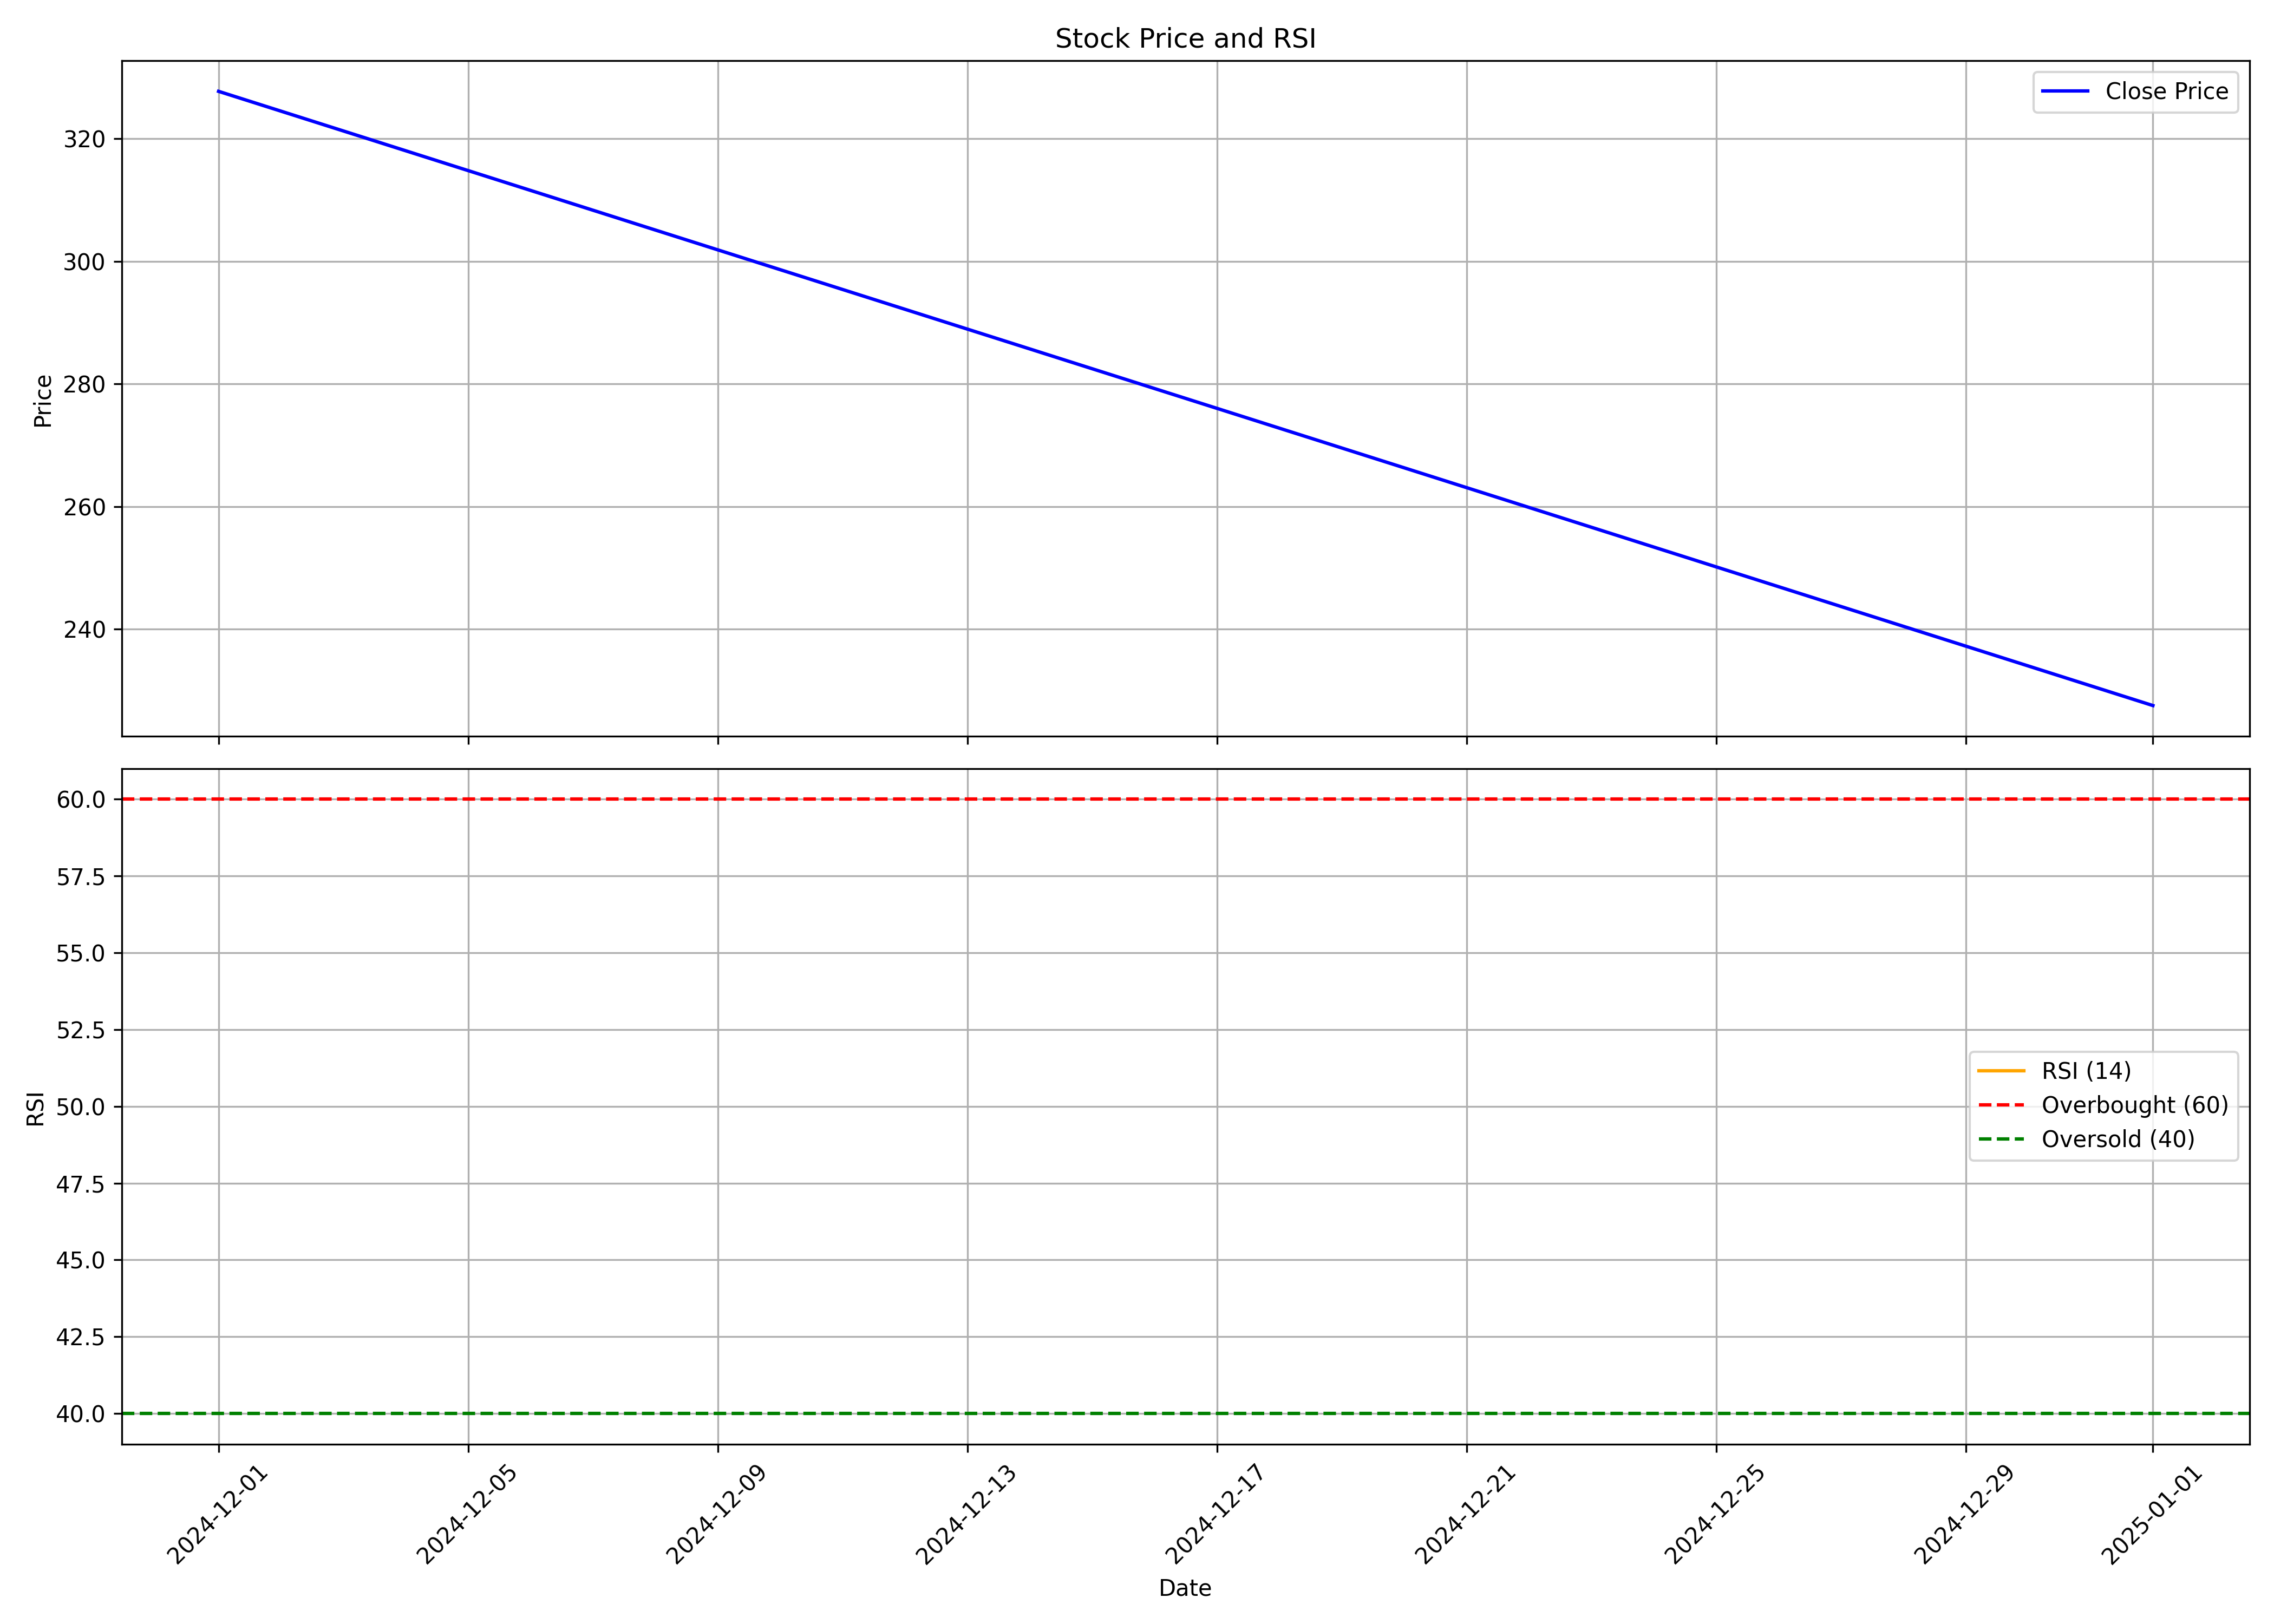 Stock Price and RSI
Close Price
320
300
280
260
240
Price
60.0
57.5
55.0
52.5
50.0
47.5
45.0
42.5
40.0
RSI
RSI (14)
Overbought (60)
Oversold (40)
2024-12-01
2024-12-05
2024-12-09
2024-12-13
2024-12-17
2024-12-21
2024-12-25
2024-12-29
2025-01-01
Date